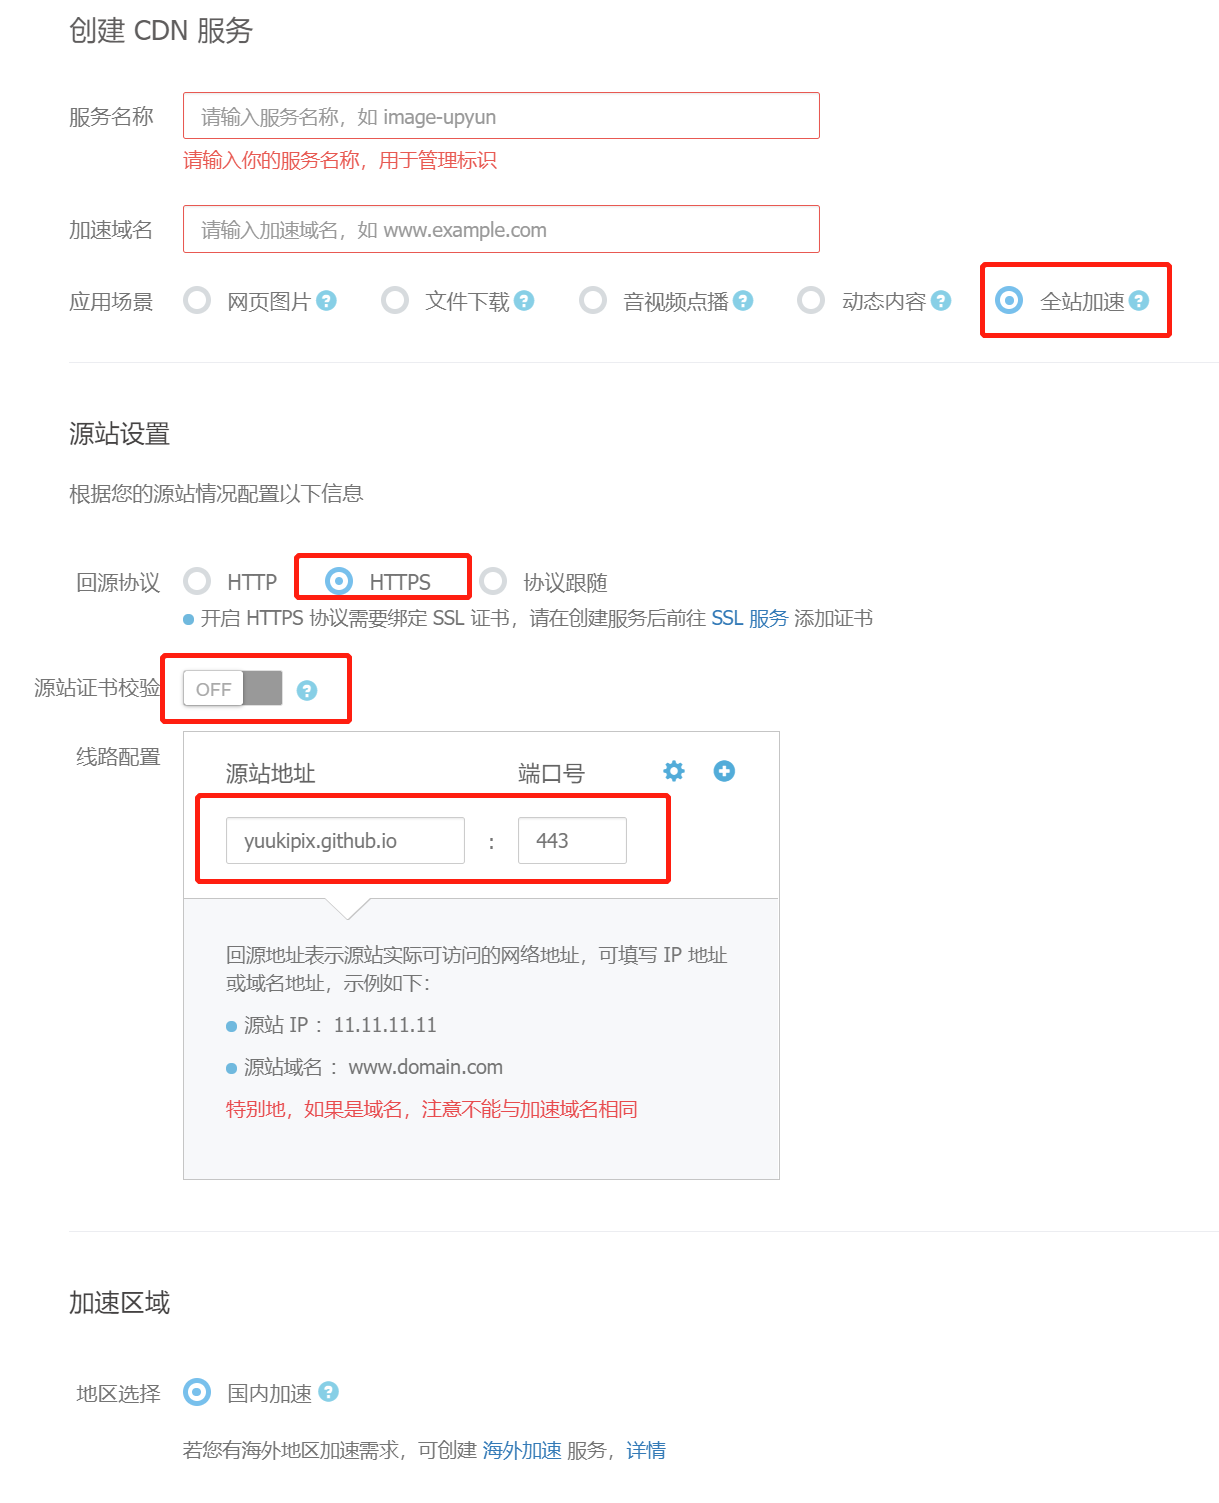 创建 CDN 服务
服务名称
请输入服务名称，如 image-upyun
请输入你的服务名称，用于管理标识
加速域名
请输入加速域名，如 www.example.com
应用场景 网页图片 ? 文件下载 ? 音视频点播 ? 动态内容 ? 全站加速 ?
源站设置
根据您的源站情况配置以下信息
回源协议 HTTP HTTPS 协议跟随
开启 HTTPS 协议需要绑定 SSL 证书，请在创建服务后前往 SSL 服务 添加证书
源站证书校验 OFF ?
线路配置
源站地址 端口号
yuukipix.github.io : 443
回源地址表示源站实际可访问的网络地址，可填写 IP 地址
或域名地址，示例如下：
源站 IP ： 11.11.11.11
源站域名 ： www.domain.com
特别地，如果是域名，注意不能与加速域名相同
加速区域
地区选择 国内加速 ?
若您有海外地区加速需求，可创建 海外加速 服务，详情